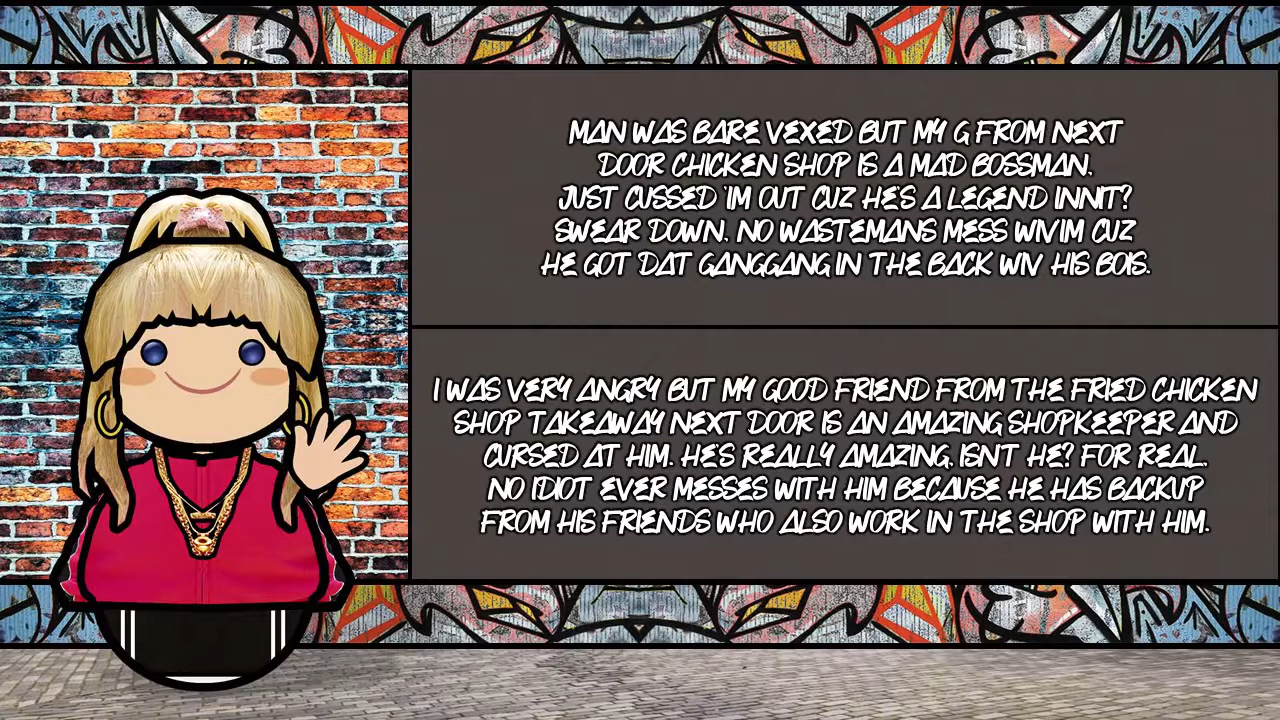 MAN WAS BARE VEXED BUT MY G FROM NEXT
DOOR CHICKEN SHOP IS A MAD BOSSMAN,
JUST CUSSED 'IM OUT CUZ HE'S A LEGEND INNIT?
SWEAR DOWN, NO WASTEMANS MESS WIVIM CUZ
HE GOT DAT GANGGANG IN THE BACK WIV HIS BOIS.
I WAS VERY ANGRY BUT MY GOOD FRIEND FROM THE FRIED CHICKEN
SHOP TAKEAWAY NEXT DOOR IS AN AMAZING SHOPKEEPER AND
CURSED AT HIM. HE'S REALLY AMAZING, ISN'T HE? FOR REAL,
NO IDIOT EVER MESSES WITH HIM BECAUSE HE HAS BACKUP
FROM HIS FRIENDS WHO ALSO WORK IN THE SHOP WITH HIM.